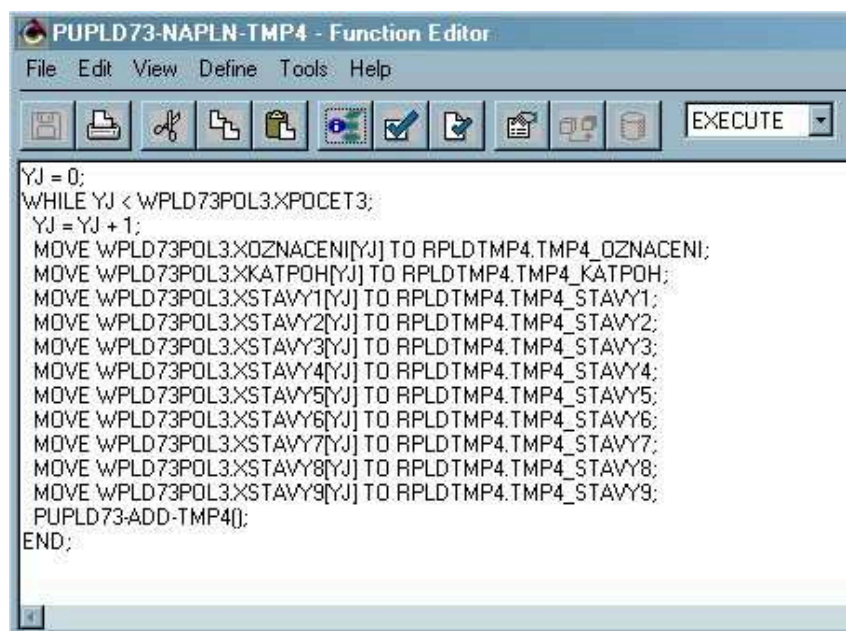 PUPLD73-NAPLN-TMP4 - Function Editor
File Edit View Define Tools Help
EXECUTE
YJ = 0;
WHILE YJ < WPLD73POL3.XPOCET3;
YJ = YJ + 1;
MOVE WPLD73POL3.XOZNACENI[YJ] TO RPLDTMP4.TMP4_OZNACENI;
MOVE WPLD73POL3.XKATPOH[YJ] TO RPLDTMP4.TMP4_KATPOH;
MOVE WPLD73POL3.XSTAVY1[YJ] TO RPLDTMP4.TMP4_STAVY1;
MOVE WPLD73POL3.XSTAVY2[YJ] TO RPLDTMP4.TMP4_STAVY2;
MOVE WPLD73POL3.XSTAVY3[YJ] TO RPLDTMP4.TMP4_STAVY3;
MOVE WPLD73POL3.XSTAVY4[YJ] TO RPLDTMP4.TMP4_STAVY4;
MOVE WPLD73POL3.XSTAVY5[YJ] TO RPLDTMP4.TMP4_STAVY5;
MOVE WPLD73POL3.XSTAVY6[YJ] TO RPLDTMP4.TMP4_STAVY6;
MOVE WPLD73POL3.XSTAVY7[YJ] TO RPLDTMP4.TMP4_STAVY7;
MOVE WPLD73POL3.XSTAVY8[YJ] TO RPLDTMP4.TMP4_STAVY8;
MOVE WPLD73POL3.XSTAVY9[YJ] TO RPLDTMP4.TMP4_STAVY9;
PUPLD73-ADD-TMP4();
END;